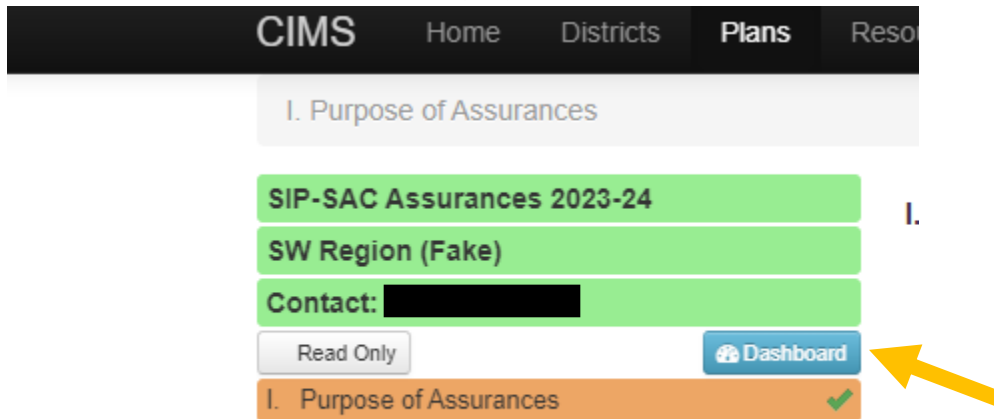 CIMS Home Districts Plans
I. Purpose of Assurances
SIP-SAC Assurances 2023-24
I.
SW Region (Fake)
Contact:
Read Only Dashboard
I. Purpose of Assurances